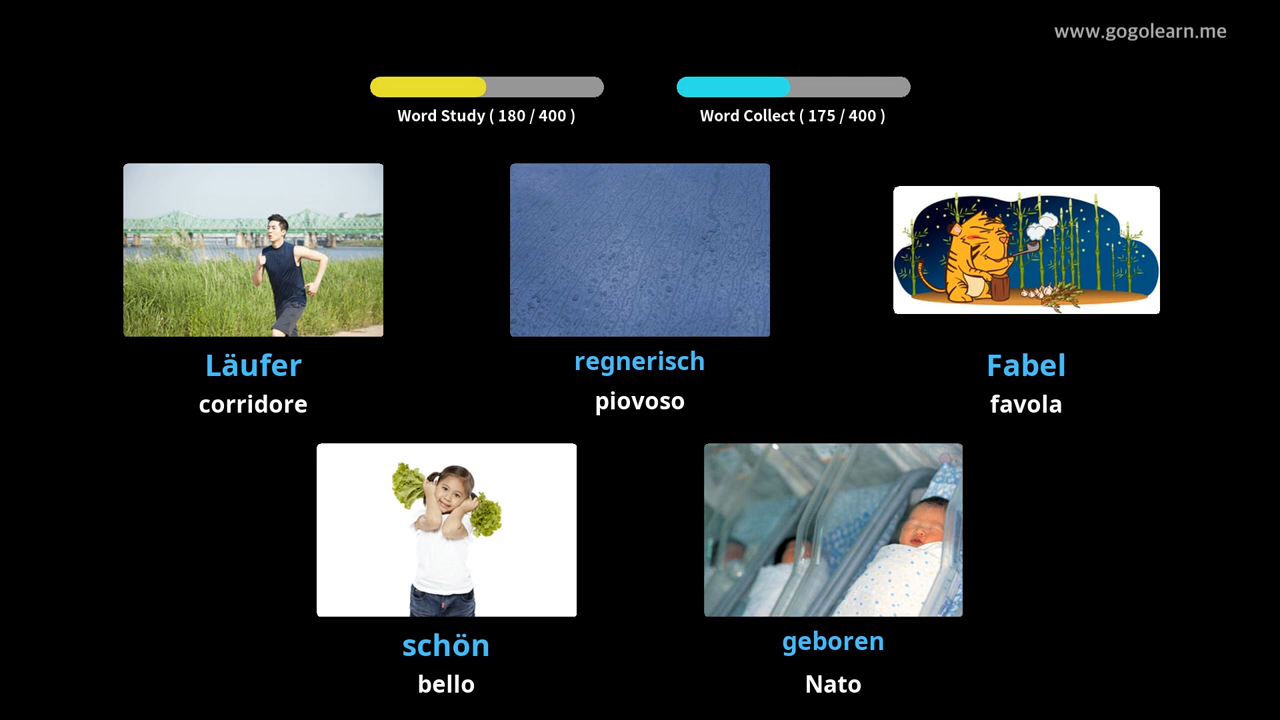 www.gogolearn.me
Word Study ( 180 / 400 )
Word Collect ( 175 / 400 )
Läufer
corridore
regnerisch
piovoso
Fabel
favola
schön
bello
geboren
Nato